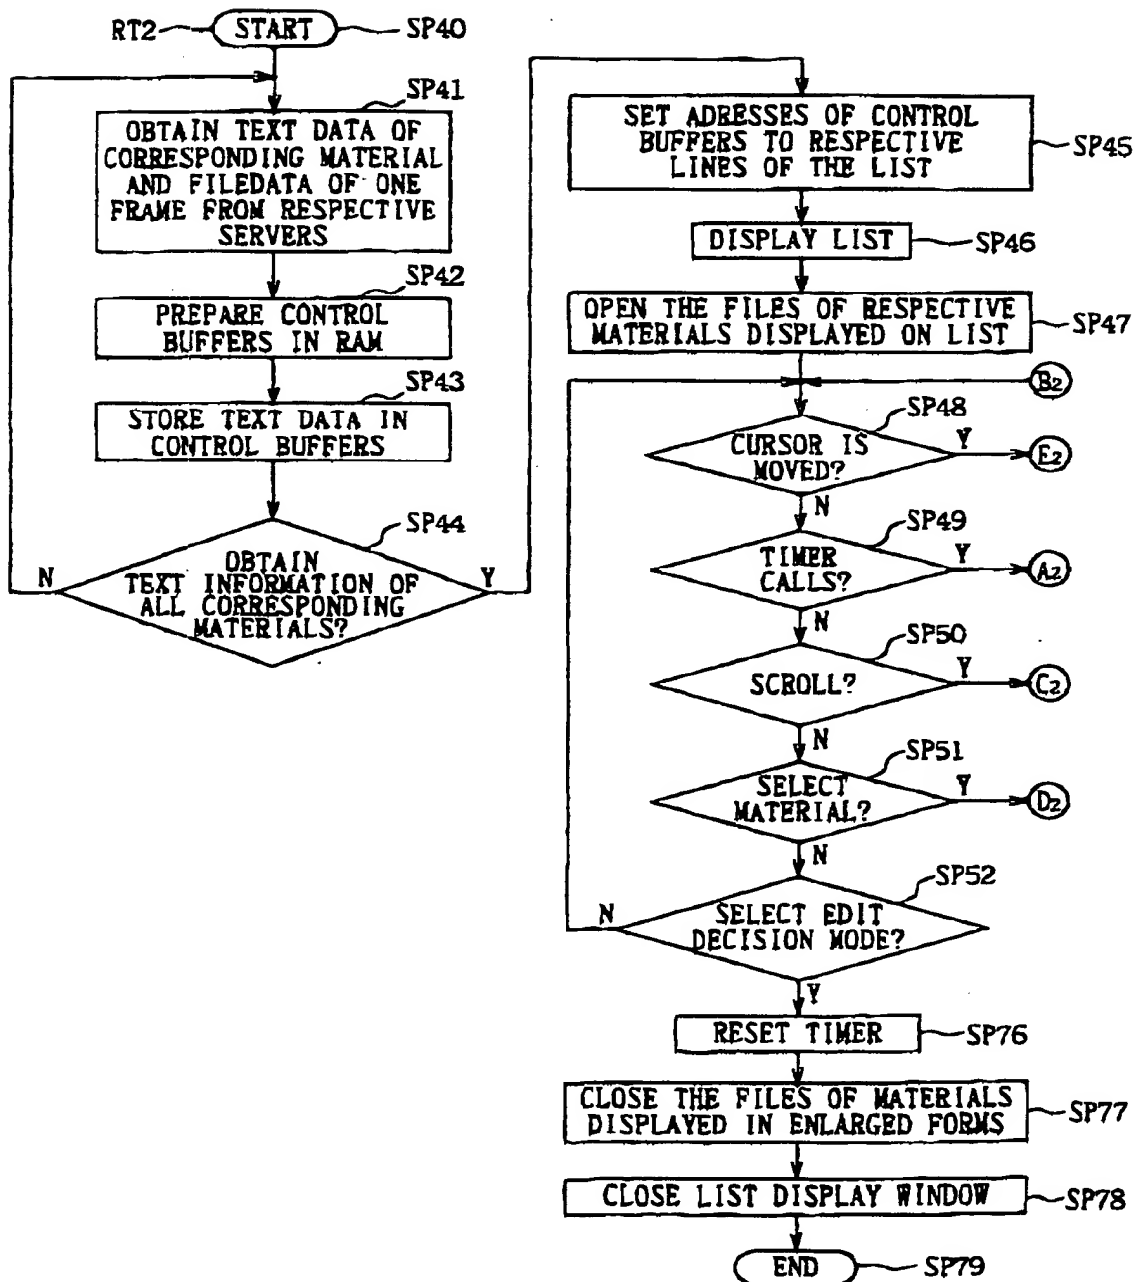 RT2
START
SP40
SP41
OBTAIN TEXT DATA OF
CORRESPONDING MATERIAL
AND FILEDATA OF ONE
FRAME FROM RESPECTIVE
SERVERS
SP42
PREPARE CONTROL
BUFFERS IN RAM
SP43
STORE TEXT DATA IN
CONTROL BUFFERS
SP44
OBTAIN
TEXT INFORMATION OF
ALL CORRESPONDING
MATERIALS?
N
Y
SET ADRESSES OF CONTROL
BUFFERS TO RESPECTIVE
LINES OF THE LIST
SP45
DISPLAY LIST
SP46
OPEN THE FILES OF RESPECTIVE
MATERIALS DISPLAYED ON LIST
SP47
B2
SP48
CURSOR IS
MOVED?
Y
E2
N
SP49
TIMER
CALLS?
Y
A2
N
SP50
SCROLL?
Y
C2
N
SP51
SELECT
MATERIAL?
Y
D2
N
SP52
SELECT EDIT
DECISION MODE?
N
Y
RESET TIMER
SP76
CLOSE THE FILES OF MATERIALS
DISPLAYED IN ENLARGED FORMS
SP77
CLOSE LIST DISPLAY WINDOW
SP78
END
SP79